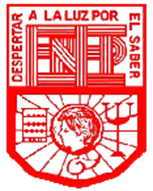 DESPERTAR A LA LUZ POR EL SABER
ENP